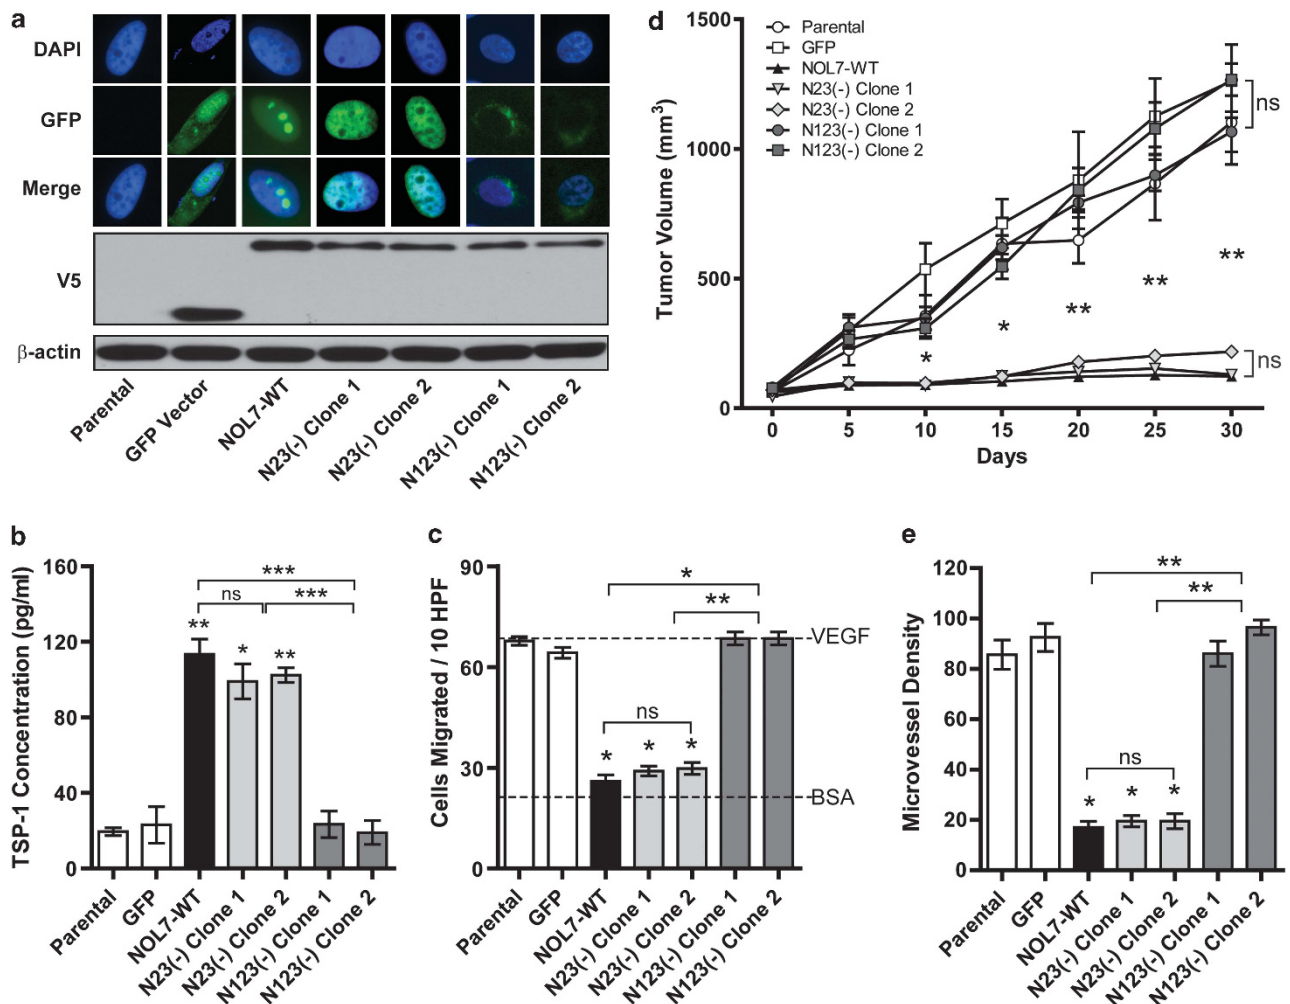 a
DAPI
GFP
Merge
V5
β-actin
Parental
GFP Vector
NOL7-WT
N23(-) Clone 1
N23(-) Clone 2
N123(-) Clone 1
N123(-) Clone 2
d
Tumor Volume (mm³)
1500
1000
500
0
Parental
GFP
NOL7-WT
N23(-) Clone 1
N23(-) Clone 2
N123(-) Clone 1
N123(-) Clone 2
ns
**
**
**
*
*
ns
0 5 10 15 20 25 30
Days
b
TSP-1 Concentration (pg/ml)
160
120
80
40
0
***
ns ***
** * **
Parental
GFP
NOL7-WT
N23(-) Clone 1
N23(-) Clone 2
N123(-) Clone 1
N123(-) Clone 2
c
Cells Migrated / 10 HPF
90
60
30
0
*
**
VEGF
ns
* * *
BSA
Parental
GFP
NOL7-WT
N23(-) Clone 1
N23(-) Clone 2
N123(-) Clone 1
N123(-) Clone 2
e
Microvessel Density
120
100
80
60
40
20
0
**
**
ns
* * *
Parental
GFP
NOL7-WT
N23(-) Clone 1
N23(-) Clone 2
N123(-) Clone 1
N123(-) Clone 2